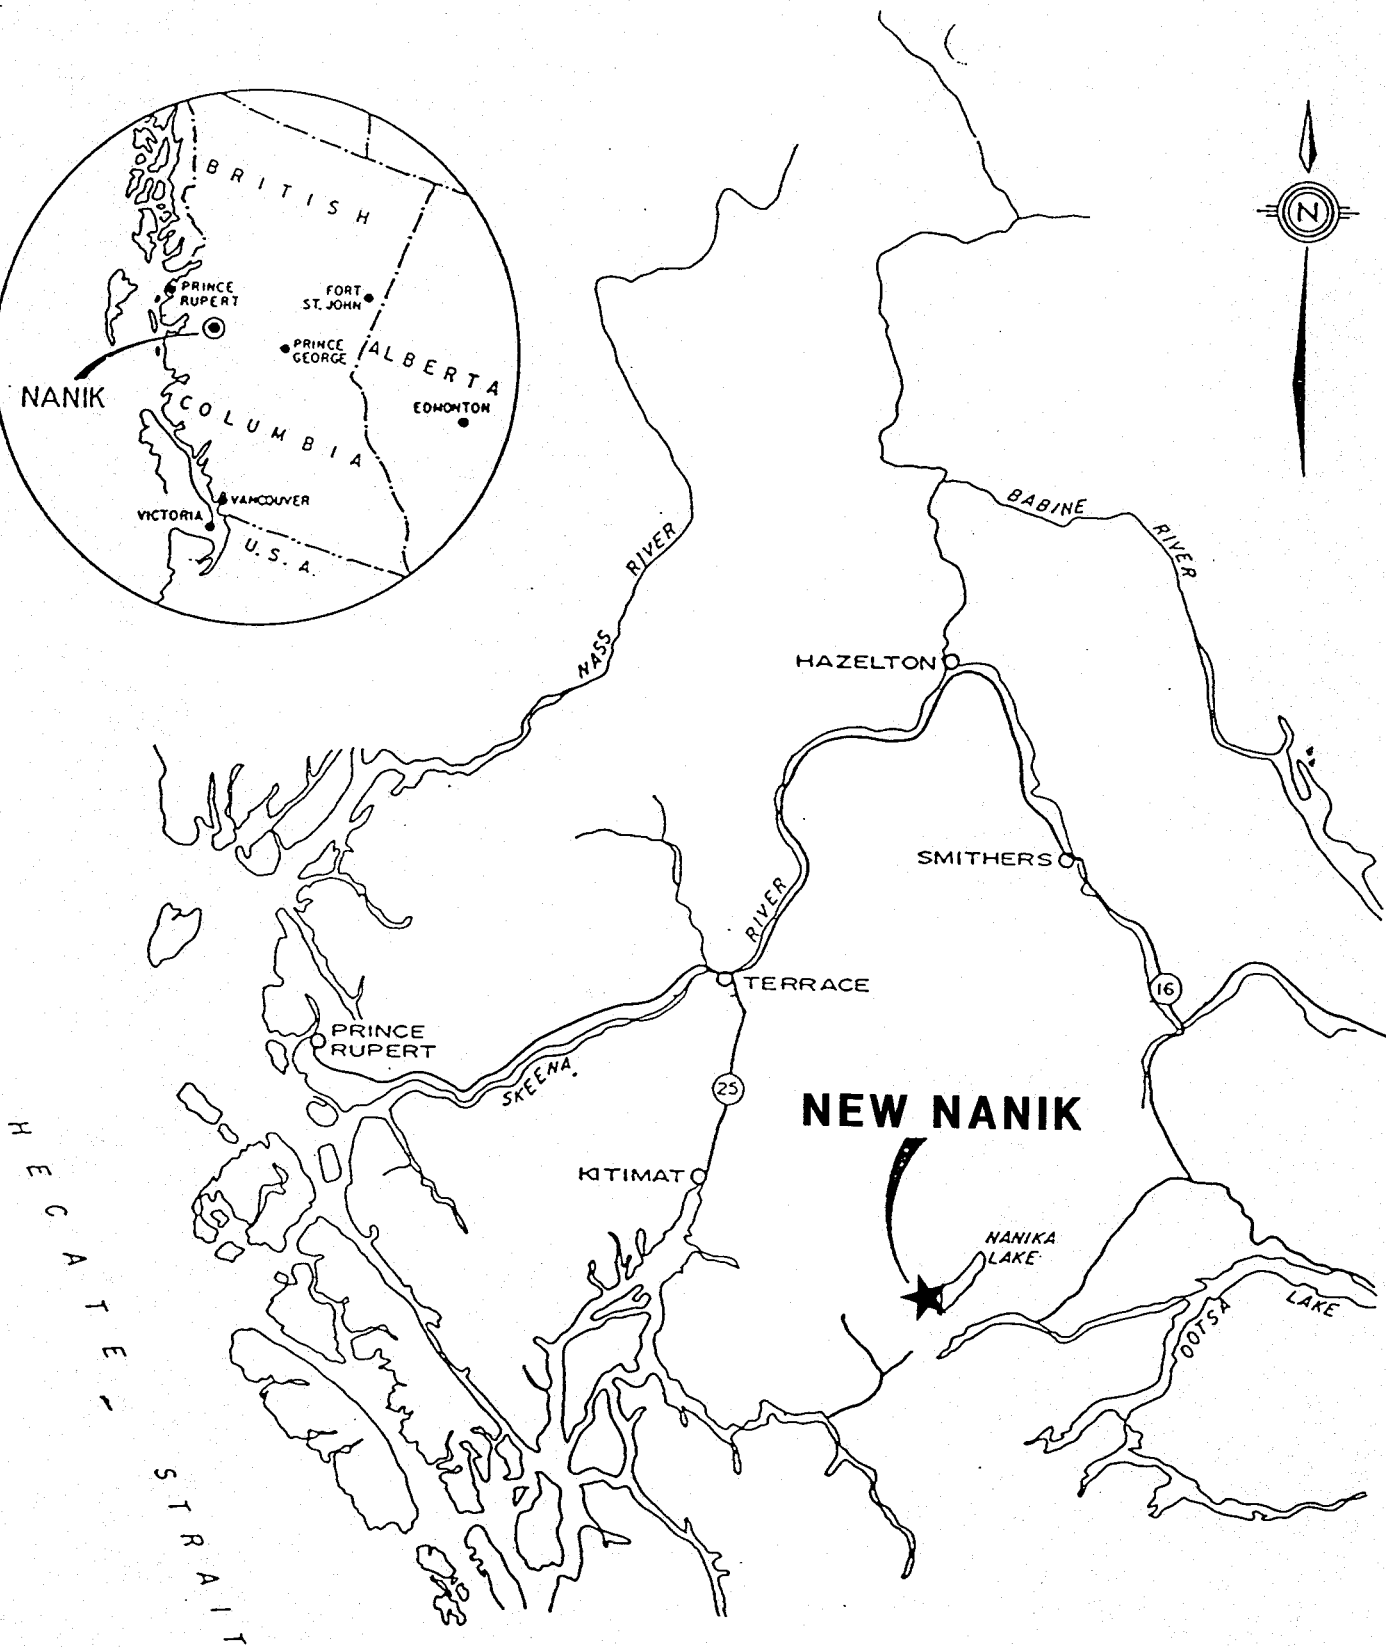 BRITISH
PRINCE
RUPERT
FORT
ST. JOHN
PRINCE
GEORGE
ALBERTA
NANIK
COLUMBIA
EDMONTON
VANCOUVER
VICTORIA
U.S.A.
N
BABINE RIVER
NASS RIVER
HAZELTON
SMITHERS
RIVER
TERRACE
16
PRINCE
RUPERT
SKEENA
25
NEW NANIK
KITIMAT
NANIKA
LAKE
OOTSA LAKE
HECATE STRAIT